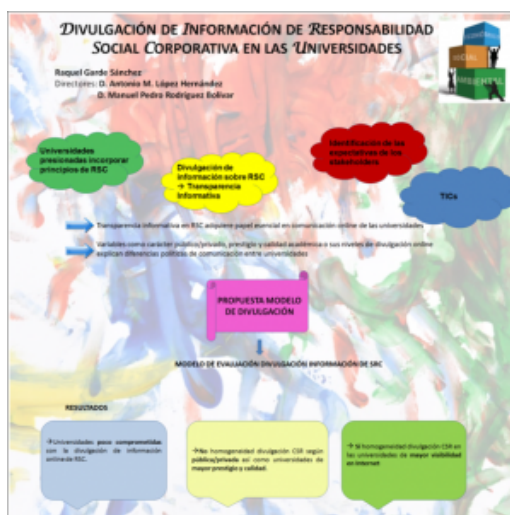 DIVULGACIÓN DE INFORMACIÓN DE RESPONSABILIDAD
SOCIAL CORPORATIVA EN LAS UNIVERSIDADES
Raquel Garde Sánchez
Directores: D. Antonio M. López Hernández
D. Manuel Pedro Rodríguez Bolívar
ECONÓMICA
SOCIAL
AMBIENTAL
Universidades
presionadas incorporar
principios de RSC
Divulgación de
información sobre RSC
→ Transparencia
Informativa
Identificación de las
expectativas de los
stakeholders
TICs
Transparencia informativa en RSC adquiere papel esencial en comunicación online de las universidades
Variables como carácter público/privado, prestigio y calidad académica o sus niveles de divulgación online
explican diferencias políticas de comunicación entre universidades
PROPUESTA MODELO
DE DIVULGACIÓN
MODELO DE EVALUACIÓN DIVULGACIÓN INFORMACIÓN DE SRC
RESULTADOS
→Universidades poco comprometidas
con la divulgación de información
online de RSC.
→No homogeneidad divulgación CSR según
público/privada así como universidades de
mayor prestigio y calidad.
→ Sí homogeneidad divulgación CSR en
las universidades de mayor visibilidad
en Internet